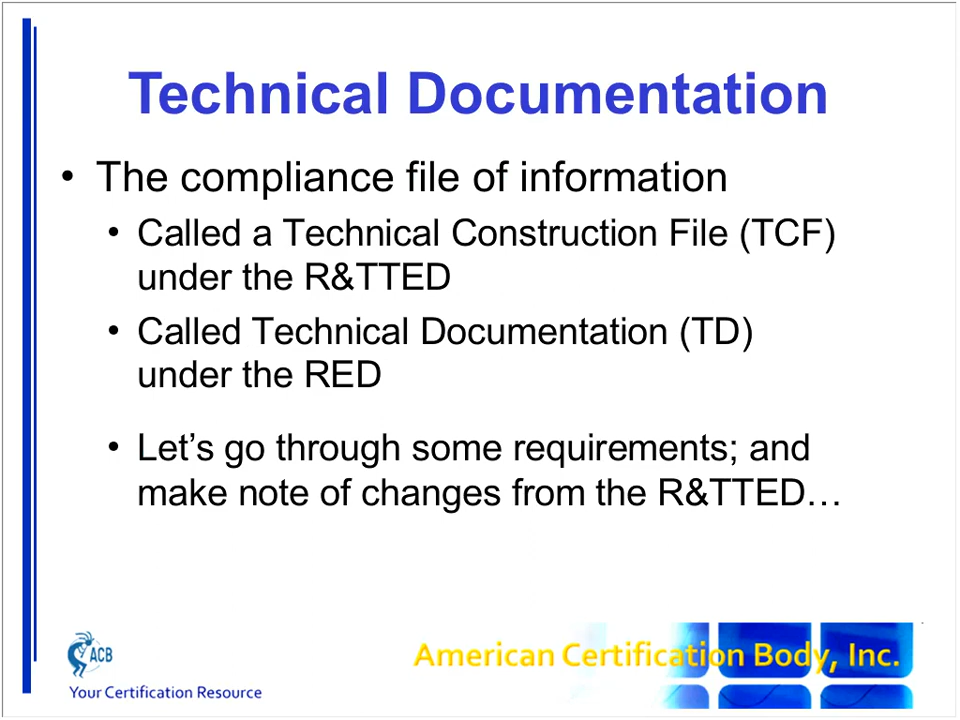 Technical Documentation
• The compliance file of information
• Called a Technical Construction File (TCF)
under the R&TTED
• Called Technical Documentation (TD)
under the RED
• Let’s go through some requirements; and
make note of changes from the R&TTED…
ACB
American Certification Body, Inc.
Your Certification Resource